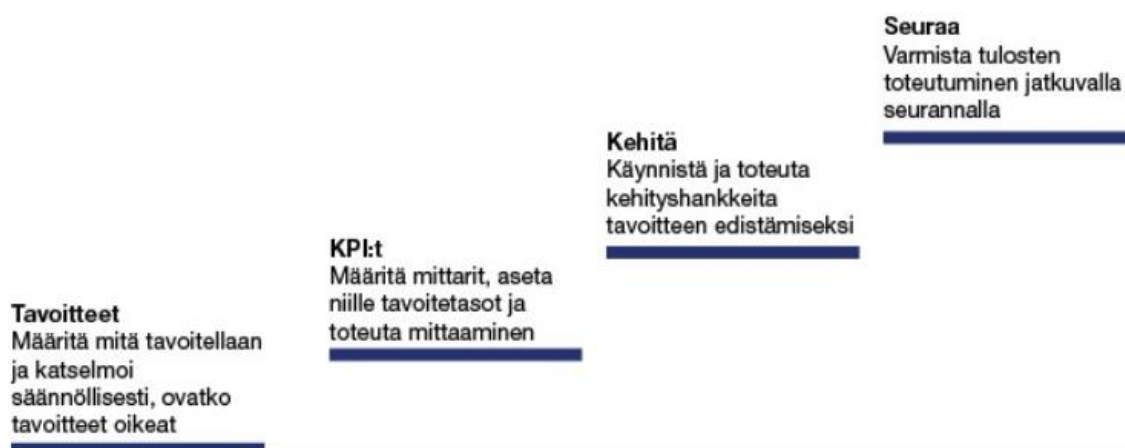 Tavoitteet
Määritä mitä tavoitellaan
ja katselmoi
säännöllisesti, ovatko
tavoitteet oikeat
KPI:t
Määritä mittarit, aseta
niille tavoitetasot ja
toteuta mittaaminen
Kehitä
Käynnistä ja toteuta
kehityshankkeita
tavoitteen edistämiseksi
Seuraa
Varmista tulosten
toteutuminen jatkuvalla
seurannalla